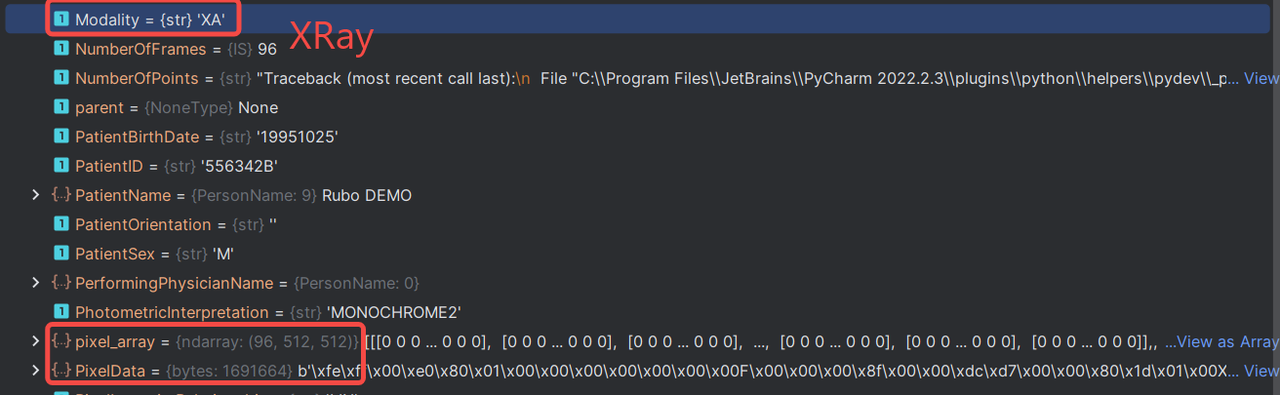 Modality = {str} 'XA'
XRay
NumberOfFrames = {IS} 96
NumberOfPoints = {str} "Traceback (most recent call last):\n  File "C:\\Program Files\\JetBrains\\PyCharm 2022.2.3\\plugins\\python\\helpers\\pydev\\_p... View
parent = {NoneType} None
PatientBirthDate = {str} '19951025'
PatientID = {str} '556342B'
PatientName = {PersonName: 9} Rubo DEMO
PatientOrientation = {str} ''
PatientSex = {str} 'M'
PerformingPhysicianName = {PersonName: 0}
PhotometricInterpretation = {str} 'MONOCHROME2'
pixel_array = {ndarray: (96, 512, 512)} [[[0 0 0 ... 0 0 0],  [0 0 0 ... 0 0 0],  [0 0 0 ... 0 0 0],  ...,  [0 0 0 ... 0 0 0],  [0 0 0 ... 0 0 0],  [0 0 0 ... 0 0 0]],, ...View as Array
PixelData = {bytes: 1691664} b'\xfe\xf \x00\xe0\x80\x01\x00\x00\x00\x00\x00\x00\x00F\x00\x00\x00\x8f\x00\x00\xdc\xd7\x00\x00\x80\x1d\x01\x00X... View